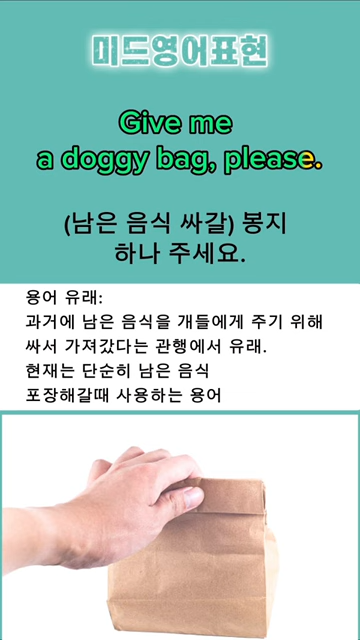 미드영어표현
Give me
a doggy bag, please.
(남은 음식 싸갈) 봉지
하나 주세요.
용어 유래:
과거에 남은 음식을 개들에게 주기 위해
싸서 가져갔다는 관행에서 유래.
현재는 단순히 남은 음식
포장해갈때 사용하는 용어